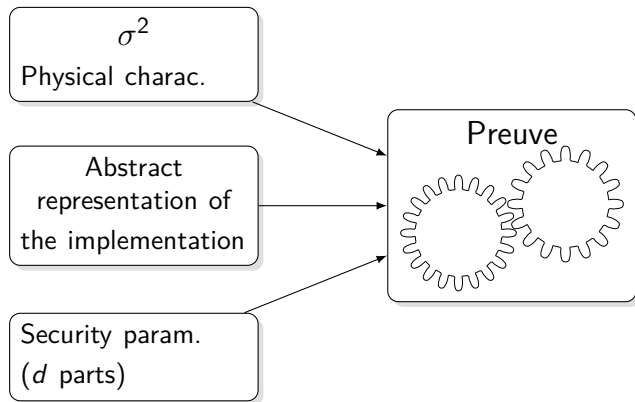 σ²
Physical charac.
Abstract
representation of
the implementation
Security param.
(d parts)
Preuve